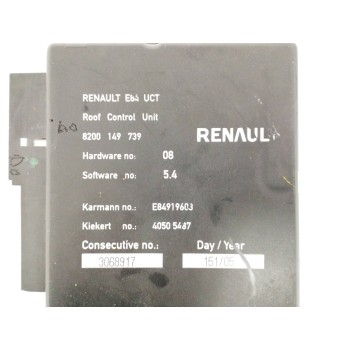 RENAULT E84 UCT
Roof Control Unit
8200 149 739
RENAUL
Hardware no: 08
Software no: 5.4
Karmann no.: E84919603
Kiekert no.: 4050 5487
Consecutive no.: Day / Year
3068917 151/05